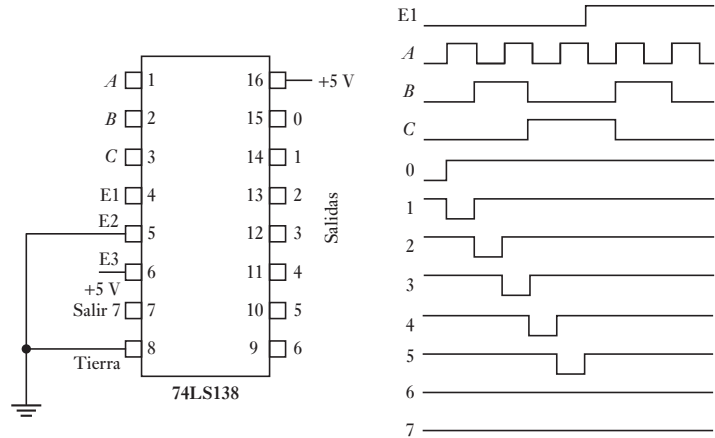 A 1 16 +5 V
B 2 15 0
C 3 14 1
E1 4 13 2
E2 5 12 3
E3 6 11 4
+5 V
Salir 7 7 10 5
Tierra 8 9 6
Salidas
74LS138
E1
A
B
C
0
1
2
3
4
5
6
7